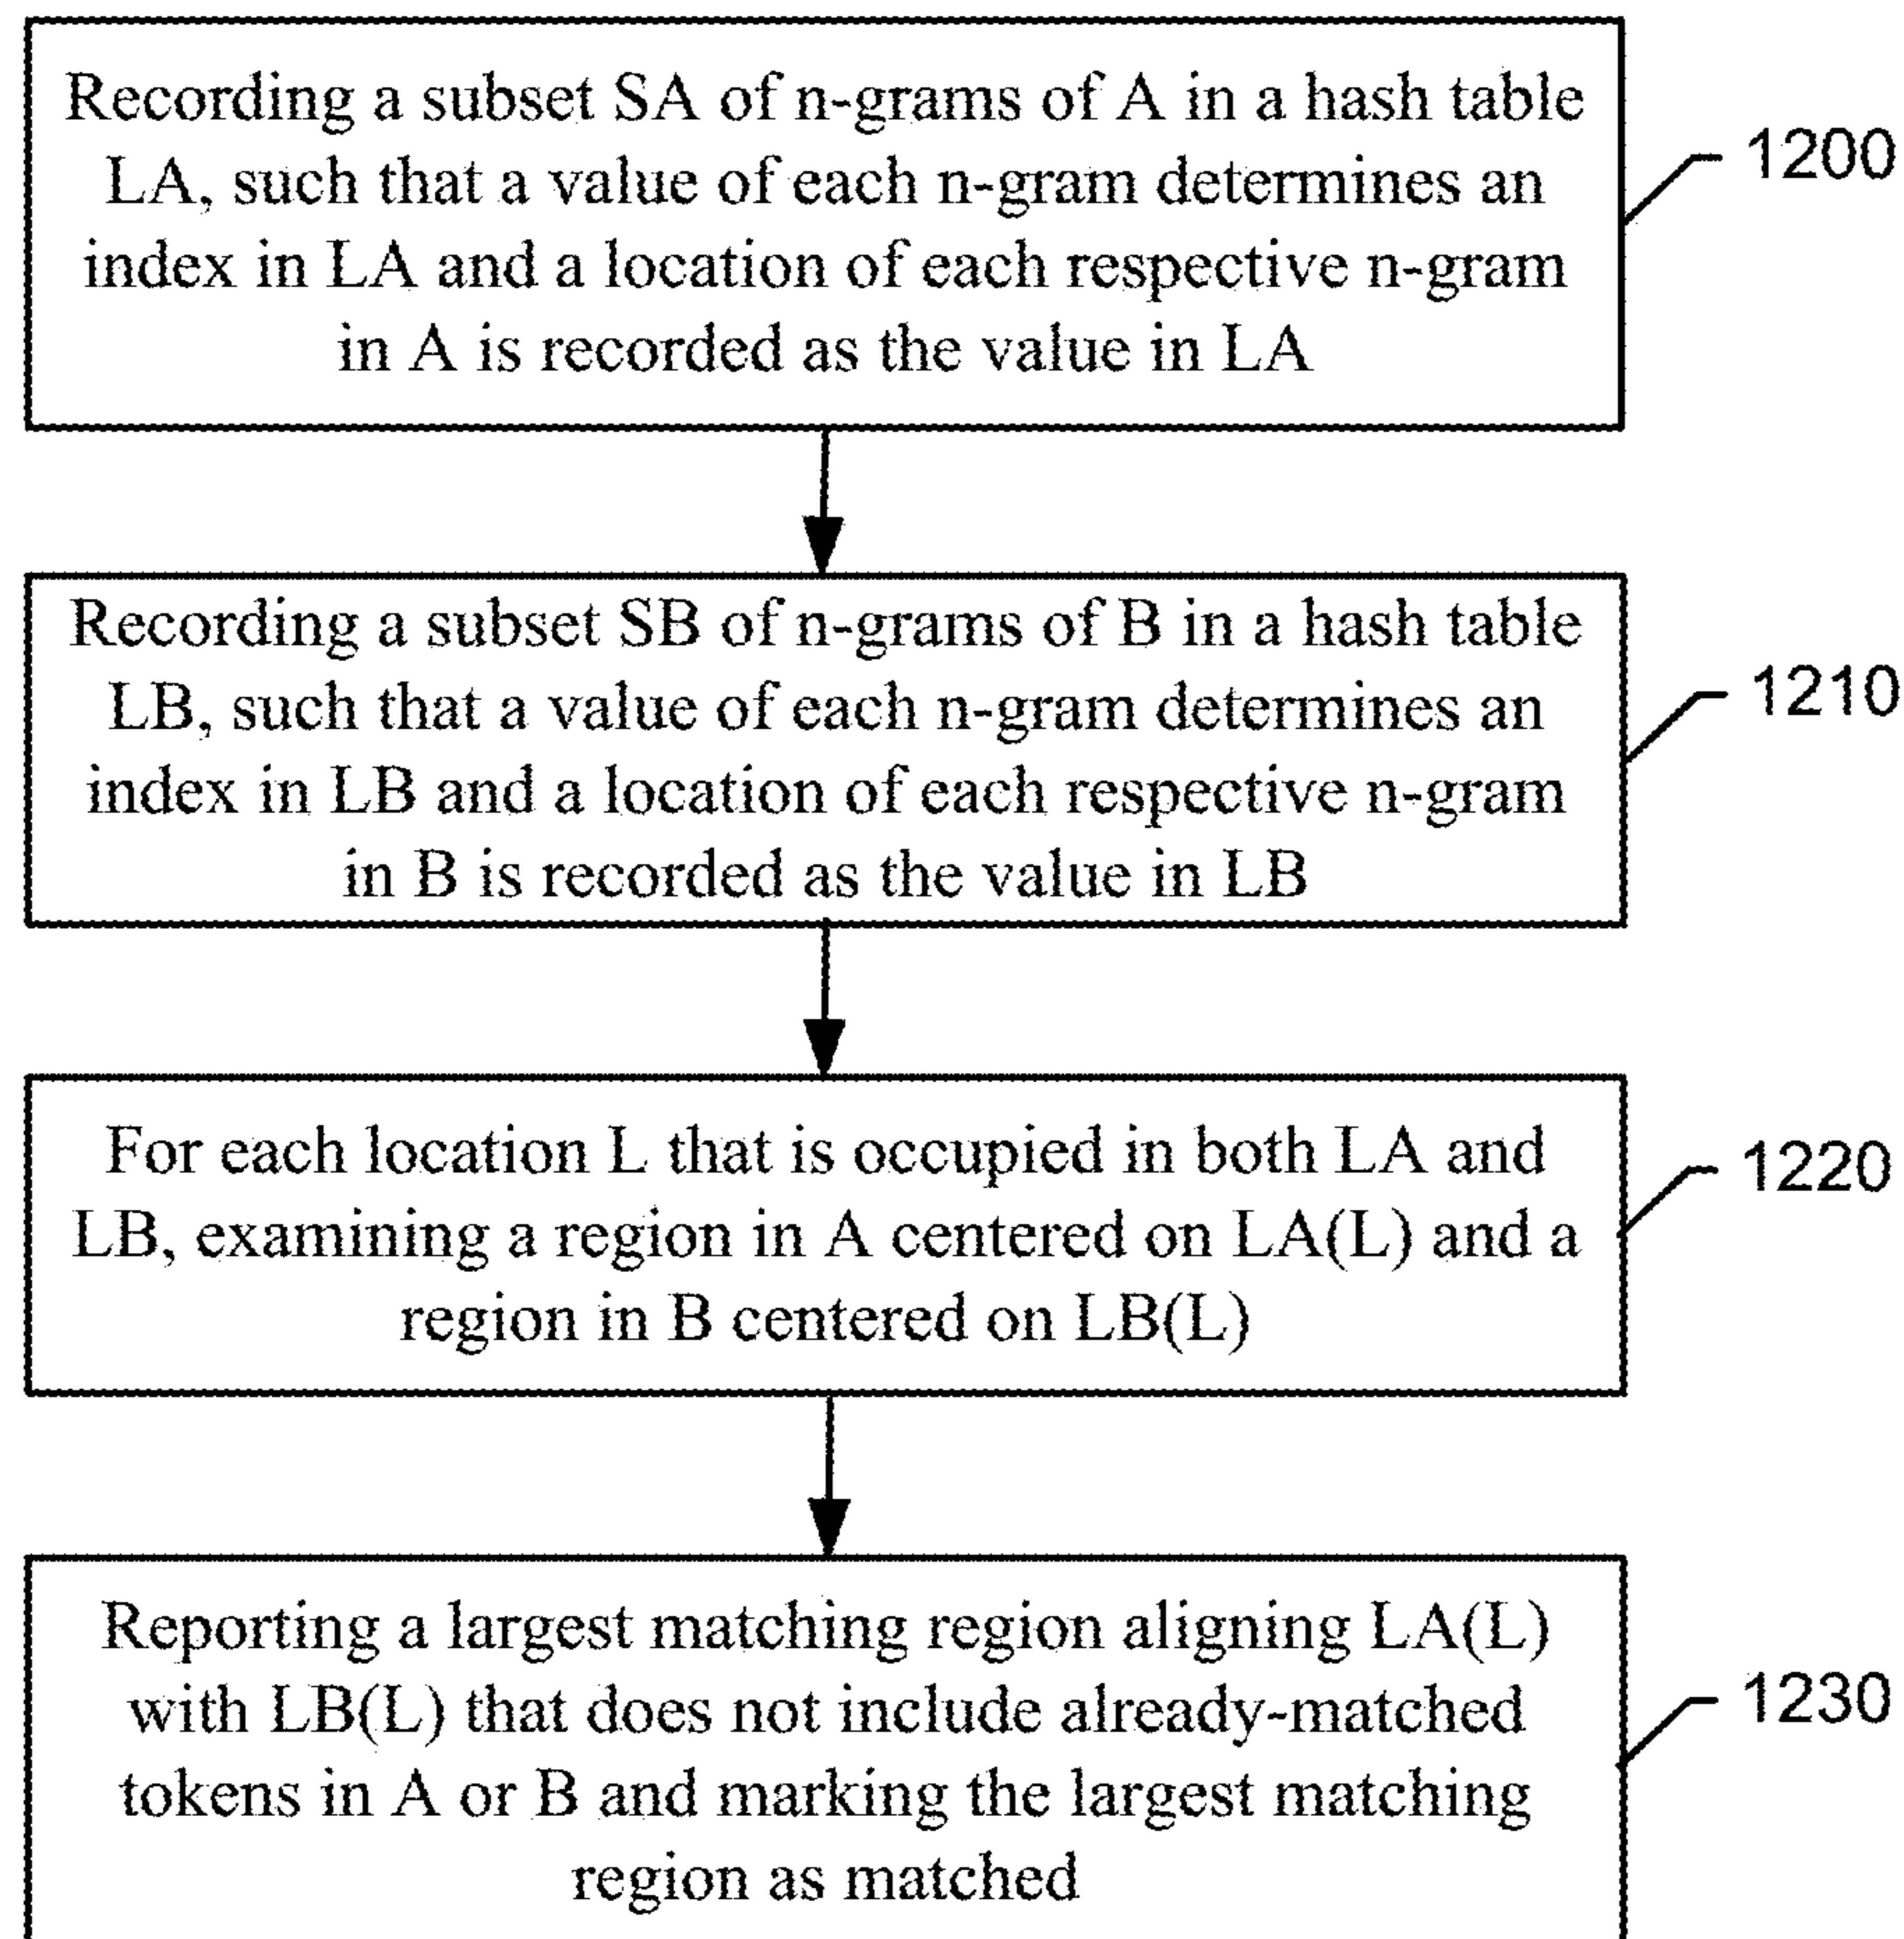 Recording a subset SA of n-grams of A in a hash table
LA, such that a value of each n-gram determines an
index in LA and a location of each respective n-gram
in A is recorded as the value in LA
1200
Recording a subset SB of n-grams of B in a hash table
LB, such that a value of each n-gram determines an
index in LB and a location of each respective n-gram
in B is recorded as the value in LB
1210
For each location L that is occupied in both LA and
LB, examining a region in A centered on LA(L) and a
region in B centered on LB(L)
1220
Reporting a largest matching region aligning LA(L)
with LB(L) that does not include already-matched
tokens in A or B and marking the largest matching
region as matched
1230